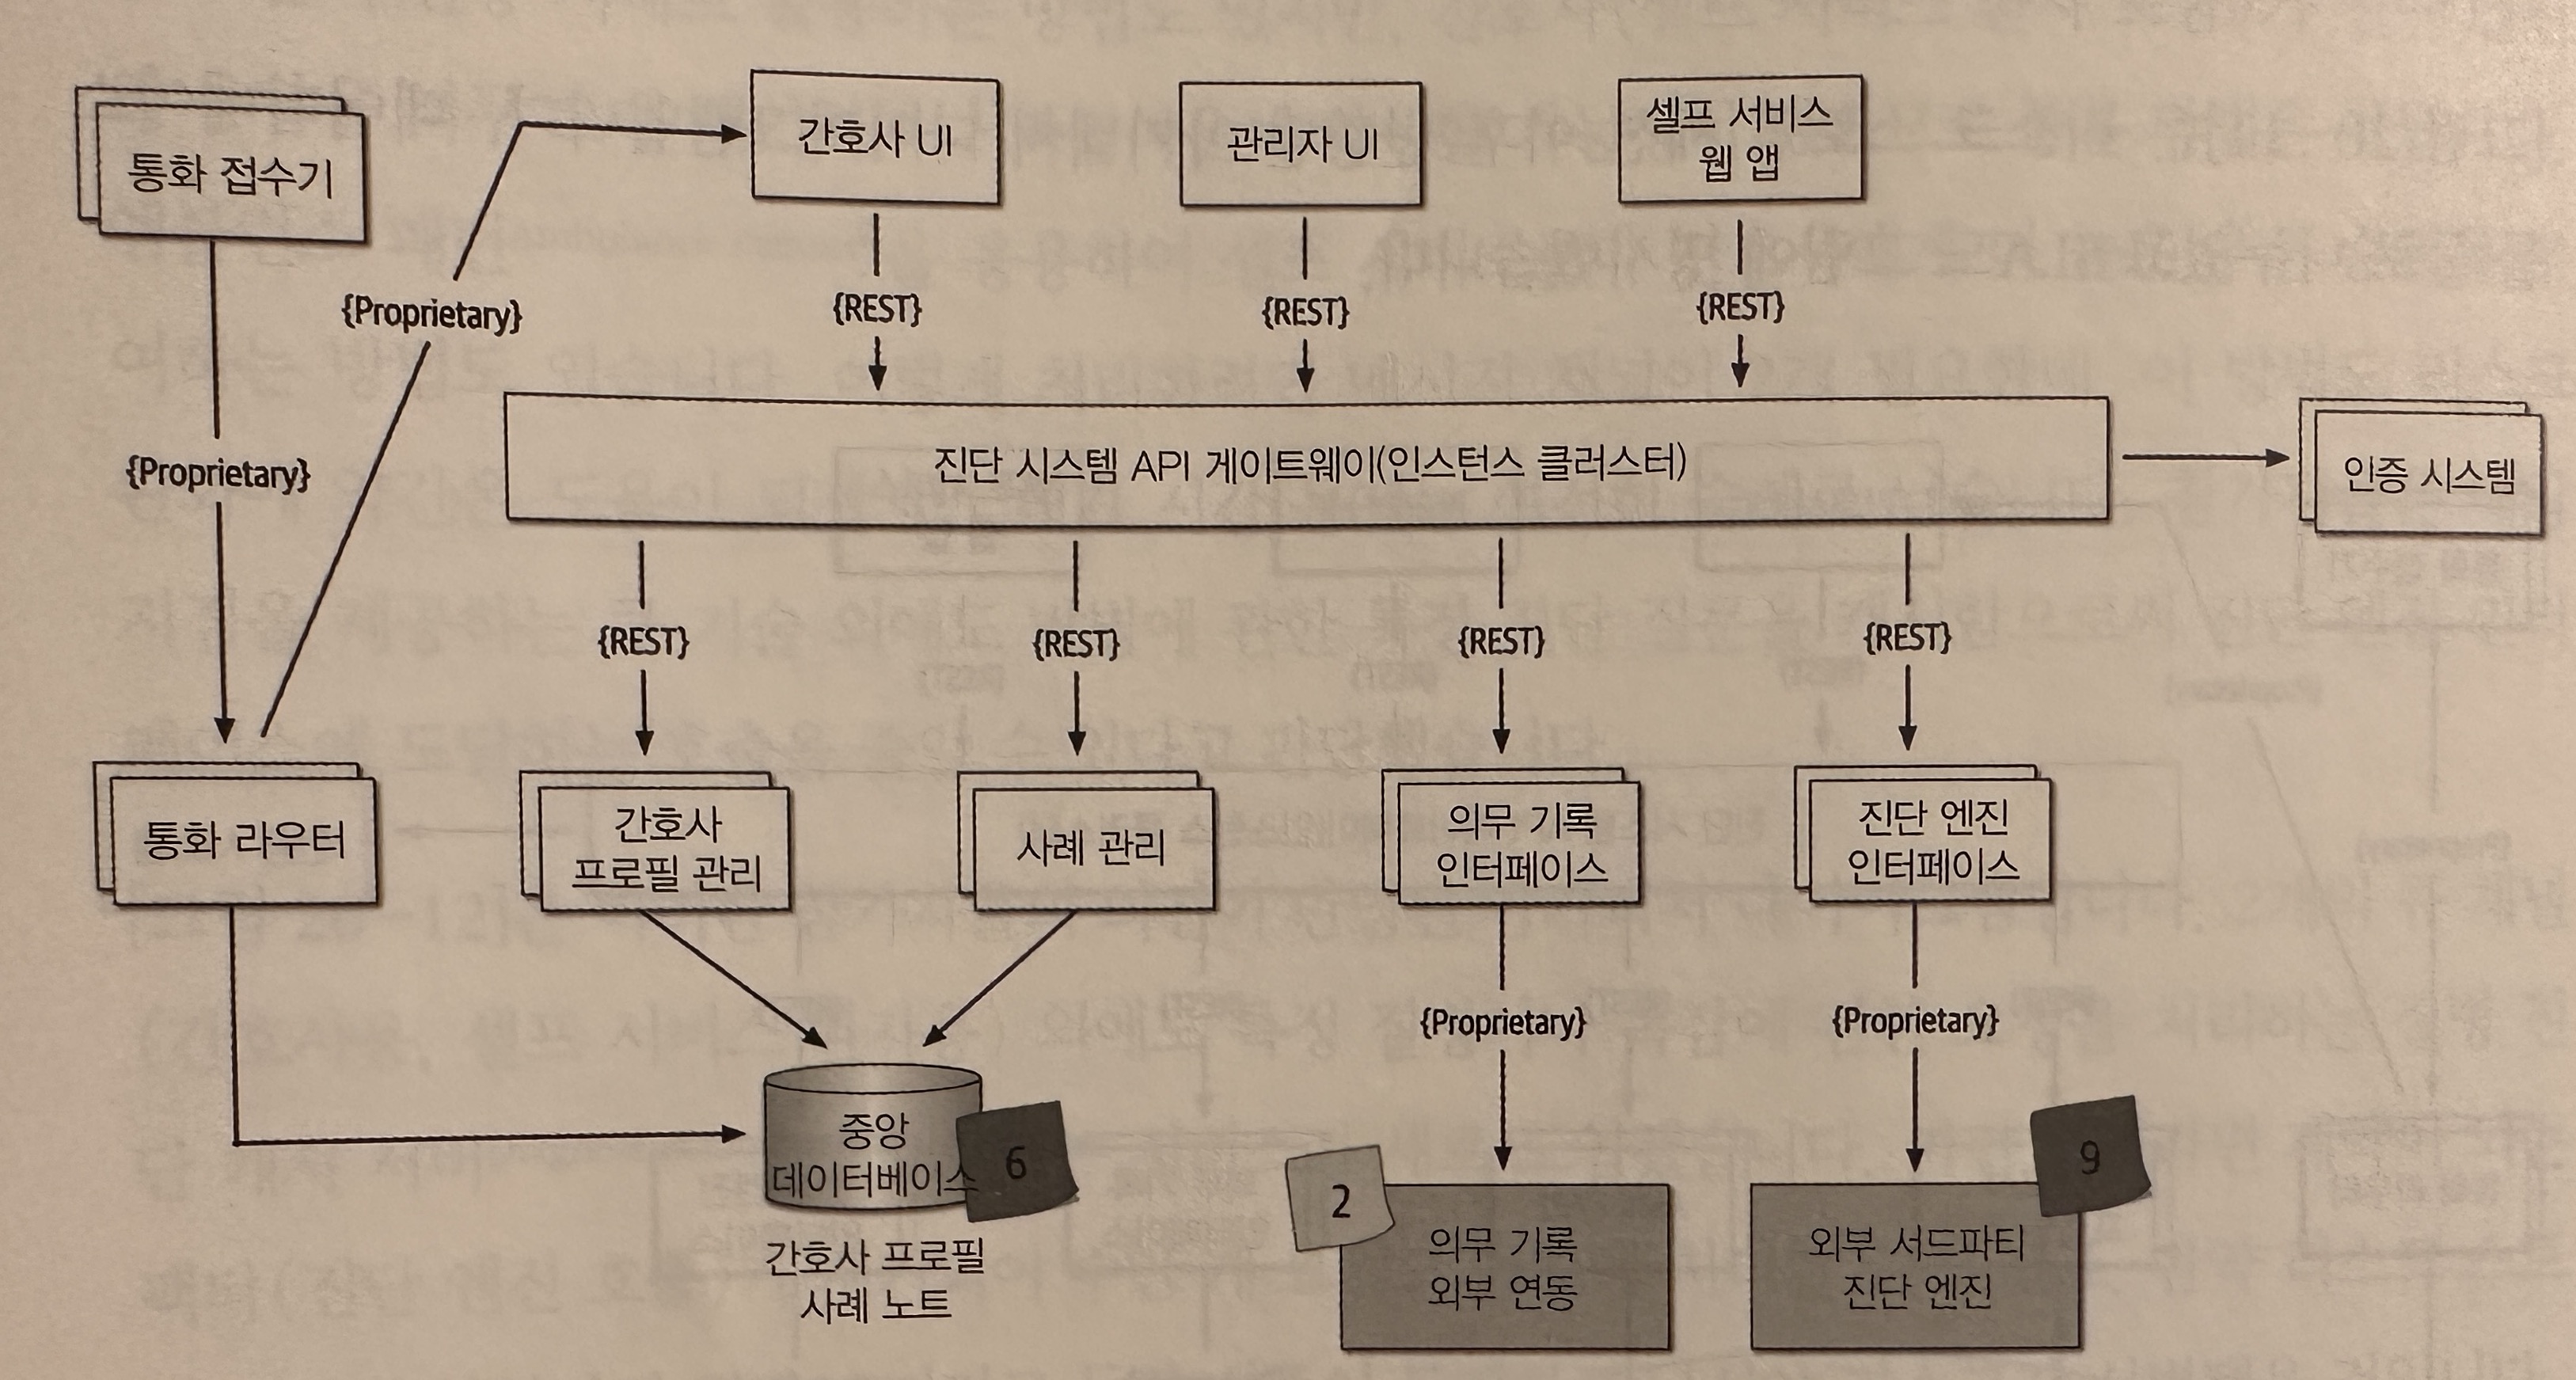 통화 접수기
간호사 UI
관리자 UI
셀프 서비스
웹 앱
{Proprietary}
{REST}
{REST}
{REST}
{Proprietary}
진단 시스템 API 게이트웨이(인스턴스 클러스터)
인증 시스템
{REST}
{REST}
{REST}
{REST}
통화 라우터
간호사
프로필 관리
사례 관리
의무 기록
인터페이스
진단 엔진
인터페이스
{Proprietary}
{Proprietary}
중앙
데이터베이스
6
2
9
간호사 프로필
사례 노트
의무 기록
외부 연동
외부 서드파티
진단 엔진